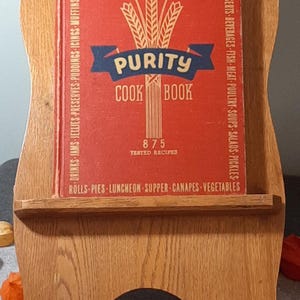 PURITY
COOK BOOK
875
TESTED RECIPES
ROLLS - PIES - LUNCHEON - SUPPER - CANAPES - VEGETABLES
DRINKS - JAMS - JELLIES - PRESERVES - PUDDINGS - ICINGS - MUFFINS
BEVERAGES - FISH - MEAT - POULTRY - SOUPS - SALADS - PICKLES